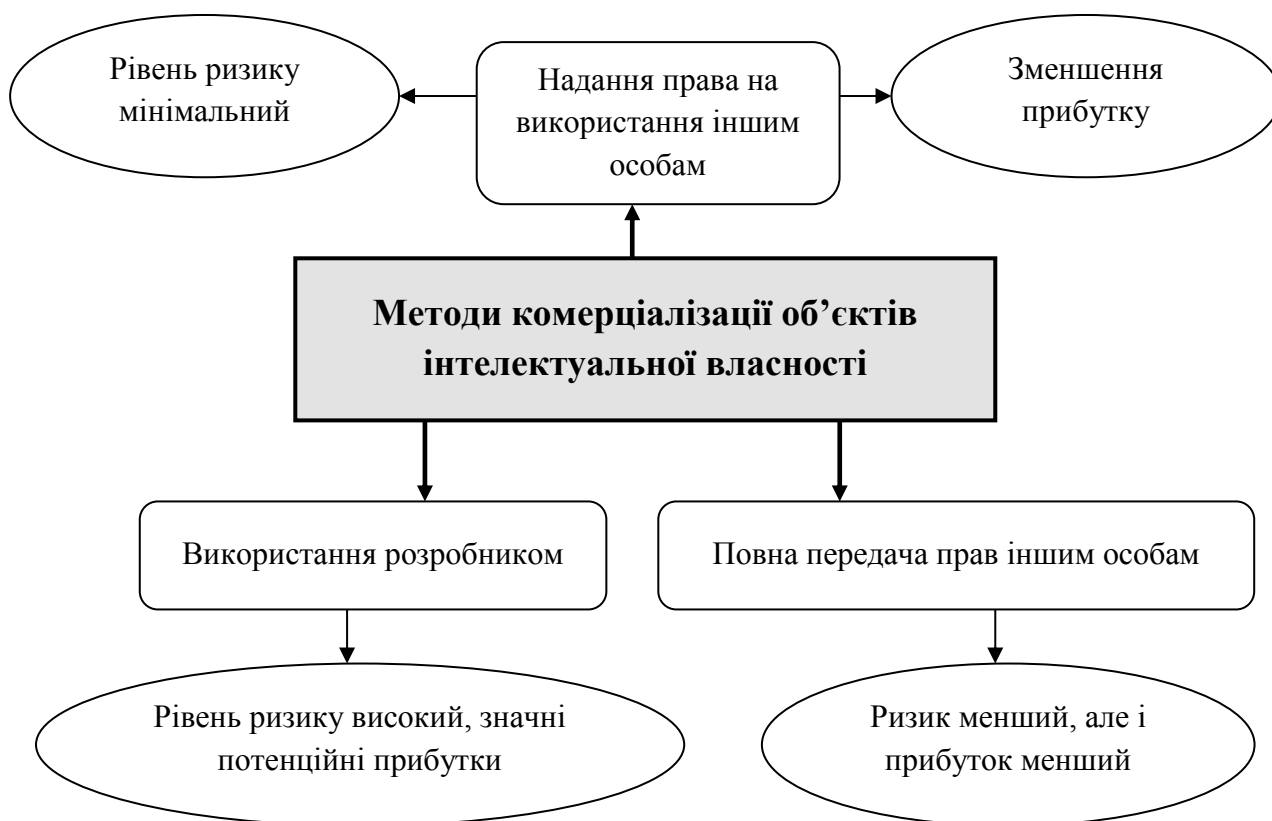 Рівень ризику
мінімальний
Надання права на
використання іншим
особам
Зменшення
прибутку
Методи комерціалізації об’єктів
інтелектуальної власності
Використання розробником
Повна передача прав іншим особам
Рівень ризику високий, значні
потенційні прибутки
Ризик менший, але і
прибуток менший